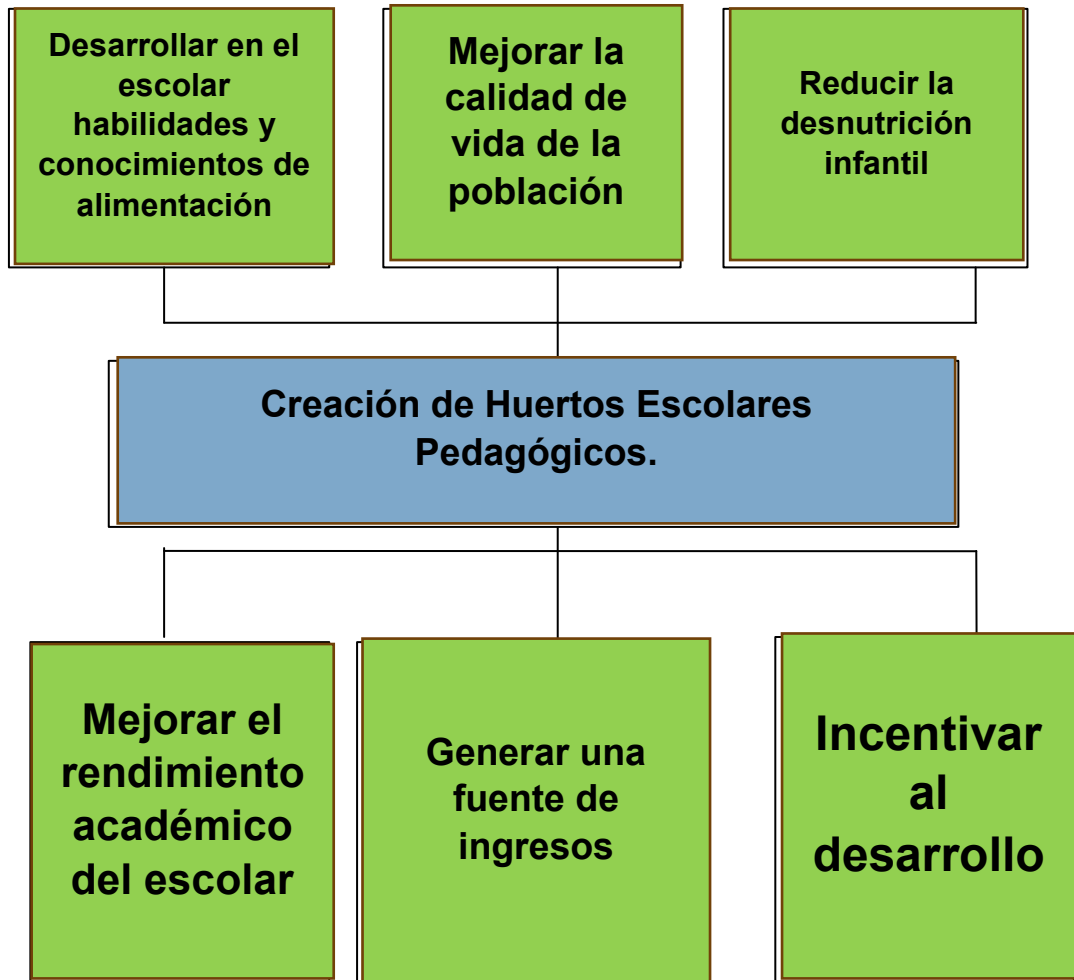 Desarrollar en el
escolar
habilidades y
conocimientos de
alimentación
Mejorar la
calidad de
vida de la
población
Reducir la
desnutrición
infantil
Creación de Huertos Escolares
Pedagógicos.
Mejorar el
rendimiento
académico
del escolar
Generar una
fuente de
ingresos
Incentivar
al
desarrollo